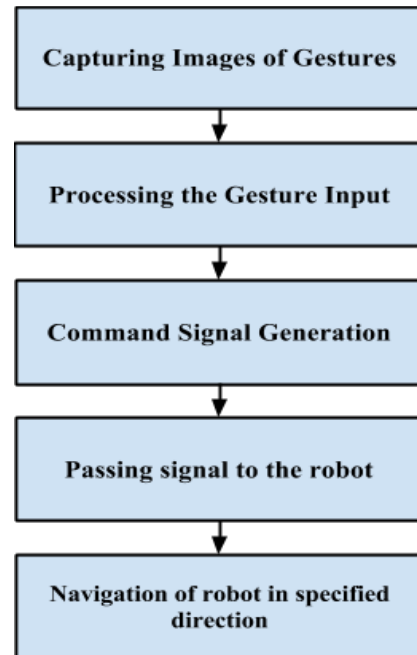 Capturing Images of Gestures
Processing the Gesture Input
Command Signal Generation
Passing signal to the robot
Navigation of robot in specified
direction